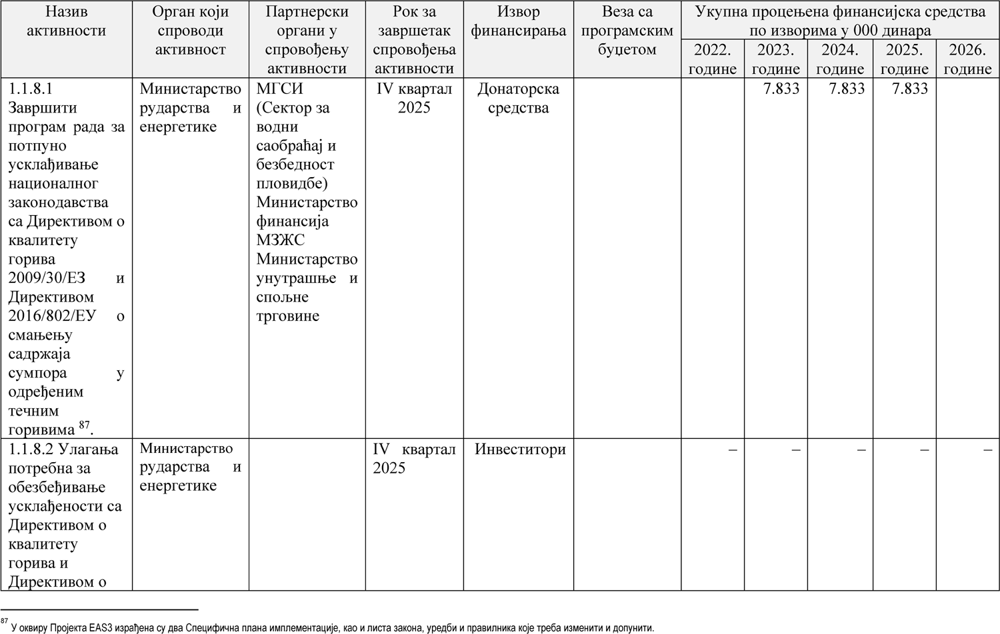 Назив
активности
Орган који
спроводи
активност
Партнерски
органи у
спровођењу
активности
Рок за
завршетак
спровођења
активности
Извор
финансирања
Веза са
програмским
буџетом
Укупна процењена финансијска средства
по изворима у 000 динара
2022.
године
2023.
године
2024.
године
2025.
године
2026.
године
1.1.8.1
Завршити
програм рада за
потпуно
усклађивање
националног
законодавства
са Директивом о
квалитету
горива
2009/30/ЕЗ и
Директивом
2016/802/ЕУ о
смањењу
садржаја
сумпора у
одређеним
течним
горивима 87.
Министарство
рударства и
енергетике
МГСИ
(Сектор за
водни
саобраћај и
безбедност
пловидбе)
Министарство
финансија
МЗЖС
Министарство
унутрашње и
спољне
трговине
IV квартал
2025
Донаторска
средства
7.833
7.833
7.833
1.1.8.2 Улагања
потребна за
обезбеђивање
усклађености са
Директивом о
квалитету
горива и
Директивом о
Министарство
рударства и
енергетике
IV квартал
2025
Инвеститори
–
–
–
–
–
87 У оквиру Пројекта EAS3 израђена су два Специфична плана имплементације, као и листа закона, уредби и правилника које треба изменити и допунити.